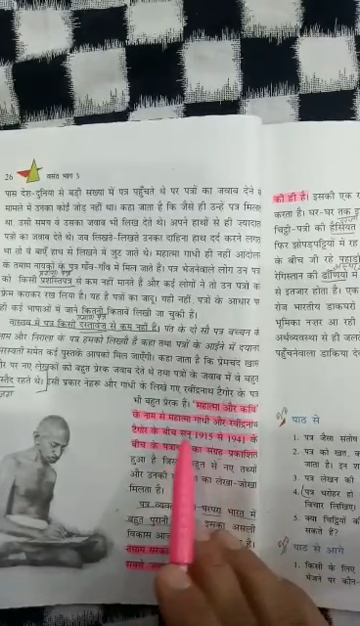 26 वसंत भाग 3
पास देश-दुनिया से बड़ी संख्या में पत्र पहुँचते थे पर पत्रों का जवाब देने के
मामले में उनका कोई जोड़ नहीं था। कहा जाता है कि जैसे ही उन्हें पत्र मिलता
था, उसी समय वे उसका जवाब भी लिख देते थे। अपने हाथों से ही ज़्यादातर
पत्रों का जवाब देते थे। जब लिखते-लिखते उनका दाहिना हाथ दर्द करने लगता
था तो वे बाएँ हाथ से लिखने में जुट जाते थे। महात्मा गांधी ही नहीं आंदोलन
के तमाम नायकों के पत्र गाँव-गाँव में मिल जाते हैं। पत्र भेजनेवाले लोग उन पत्रों
को किसी प्रशस्तिपत्र से कम नहीं मानते हैं और कई लोगों ने तो उन पत्रों को
फ्रेम कराकर रख लिया है। यह है पत्रों का जादू। यही नहीं, पत्रों के आधार पर
ही कई भाषाओं में जाने कितनी किताबें लिखी जा चुकी हैं।
वास्तव में पत्र किसी दस्तावेज़ से कम नहीं हैं। पंत के दो सौ पत्र बच्चन के
नाम और निराला के पत्र हमको लिख्यौ है कहा तथा पत्रों के आईने में दयानंद
सरस्वती समेत कई पुस्तकें आपको मिल जाएँगी। कहा जाता है कि प्रेमचंद खास
तौर पर नए लेखकों को बहुत प्रेरक जवाब देते थे तथा पत्रों के जवाब में वे बहुत
मुस्तैद रहते थे। इसी प्रकार नेहरू और गांधी के लिखे गए रवींद्रनाथ टैगोर के पत्र
भी बहुत प्रेरक हैं। 'महात्मा और कवि'
के नाम से महात्मा गांधी और रवींद्रनाथ
टैगोर के बीच सन् 1915 से 1941 के
बीच के पत्राचार का संग्रह प्रकाशित
हुआ है जिसमें बहुत से नए तथ्यों
और उनकी का लेखा-जोखा
मिलता है।
पत्र-व्यवहार की परंपरा भारत में
बहुत पुरानी इसका असली
विकास आज है।
तमाम सरका
सबसे
की ही है। इसकी एक
करता है। घर-घर तक
चिट्ठी-पत्री की हैसियत
फिर झोंपड़पट्टियों में रह
के बीच जी रहे पहाड़ी
रेगिस्तान की ढाँणियों में
से इंतज़ार होता है। एक
रोज़ भारतीय डाकघरों
भूमिका नज़र आ रही
अर्थव्यवस्था से ही जलते
पहुँचनेवाला डाकिया दे
पाठ से
1. पत्र जैसा संतोष
2. पत्र को खत, क
जाता है। इन श
3. पत्र लेखन की
4. पत्र धरोहर हो
विचार लिखिए।
5. क्या चिट्ठियों
सकते हैं?
पाठ से आगे
1. किसी के लिए
भेजने पर कौन-